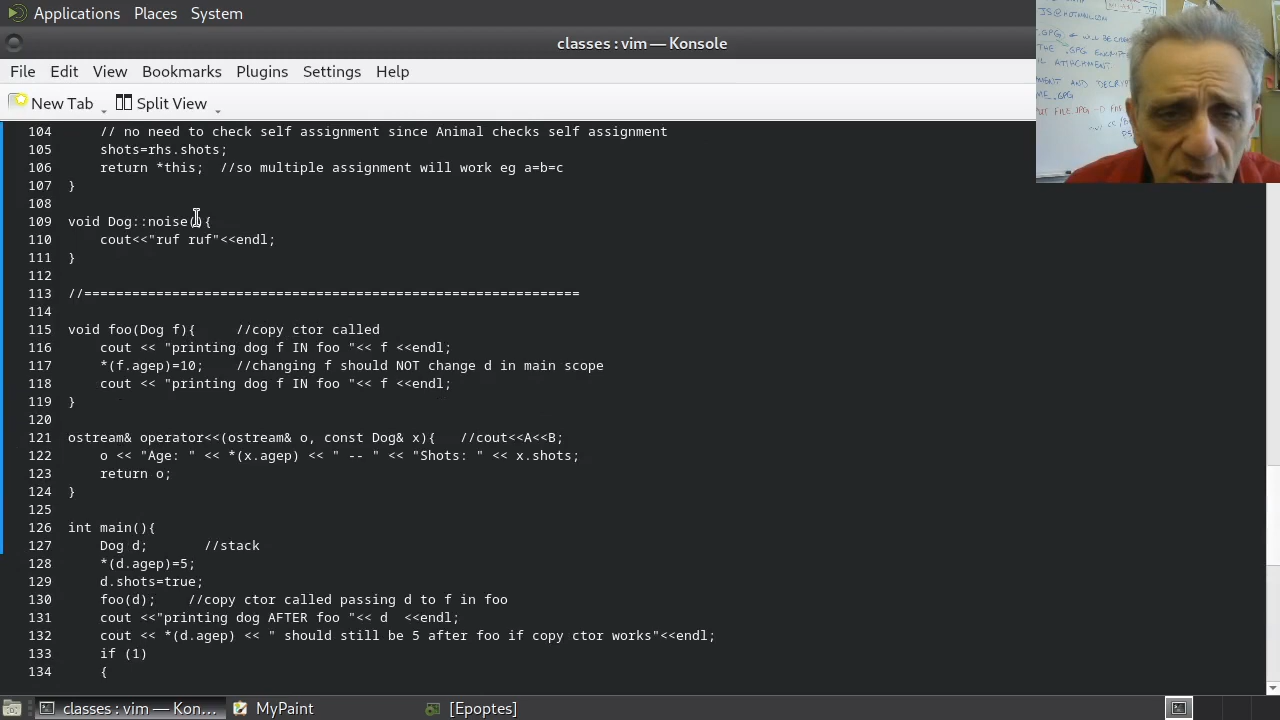 Applications Places System
classes : vim — Konsole
File Edit View Bookmarks Plugins Settings Help
New Tab Split View
104 // no need to check self assignment since Animal checks self assignment
105 shots=rhs.shots;
106 return *this; //so multiple assignment will work eg a=b=c
107 }
108
109 void Dog::noise(){
110 cout<<"ruf ruf"<<endl;
111 }
112
113 //==============================================================
114
115 void foo(Dog f){ //copy ctor called
116 cout << "printing dog f IN foo "<< f <<endl;
117 *(f.agep)=10; //changing f should NOT change d in main scope
118 cout << "printing dog f IN foo "<< f <<endl;
119 }
120
121 ostream& operator<<(ostream& o, const Dog& x){ //cout<<A<<B;
122 o << "Age: " << *(x.agep) << " -- " << "Shots: " << x.shots;
123 return o;
124 }
125
126 int main(){
127 Dog d; //stack
128 *(d.agep)=5;
129 d.shots=true;
130 foo(d); //copy ctor called passing d to f in foo
131 cout <<"printing dog AFTER foo "<< d <<endl;
132 cout << *(d.agep) << " should still be 5 after foo if copy ctor works"<<endl;
133 if (1)
134 {
classes : vim — Kon... MyPaint [Epoptes]
JS@HOTMAIL.COM
THE .GPG
ATTACHMENT